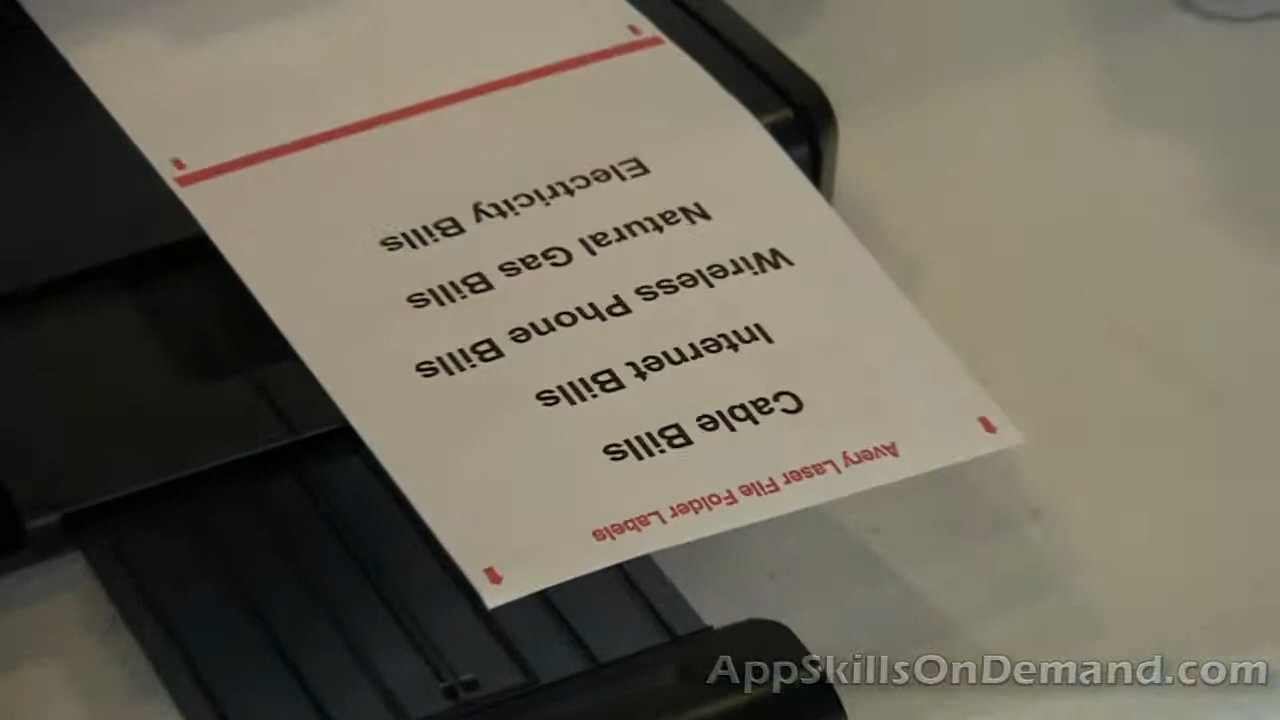 Avery Laser File Folder Labels
Cable Bills
Internet Bills
Wireless Phone Bills
Natural Gas Bills
Electricity Bills
AppSkillsOnDemand.com